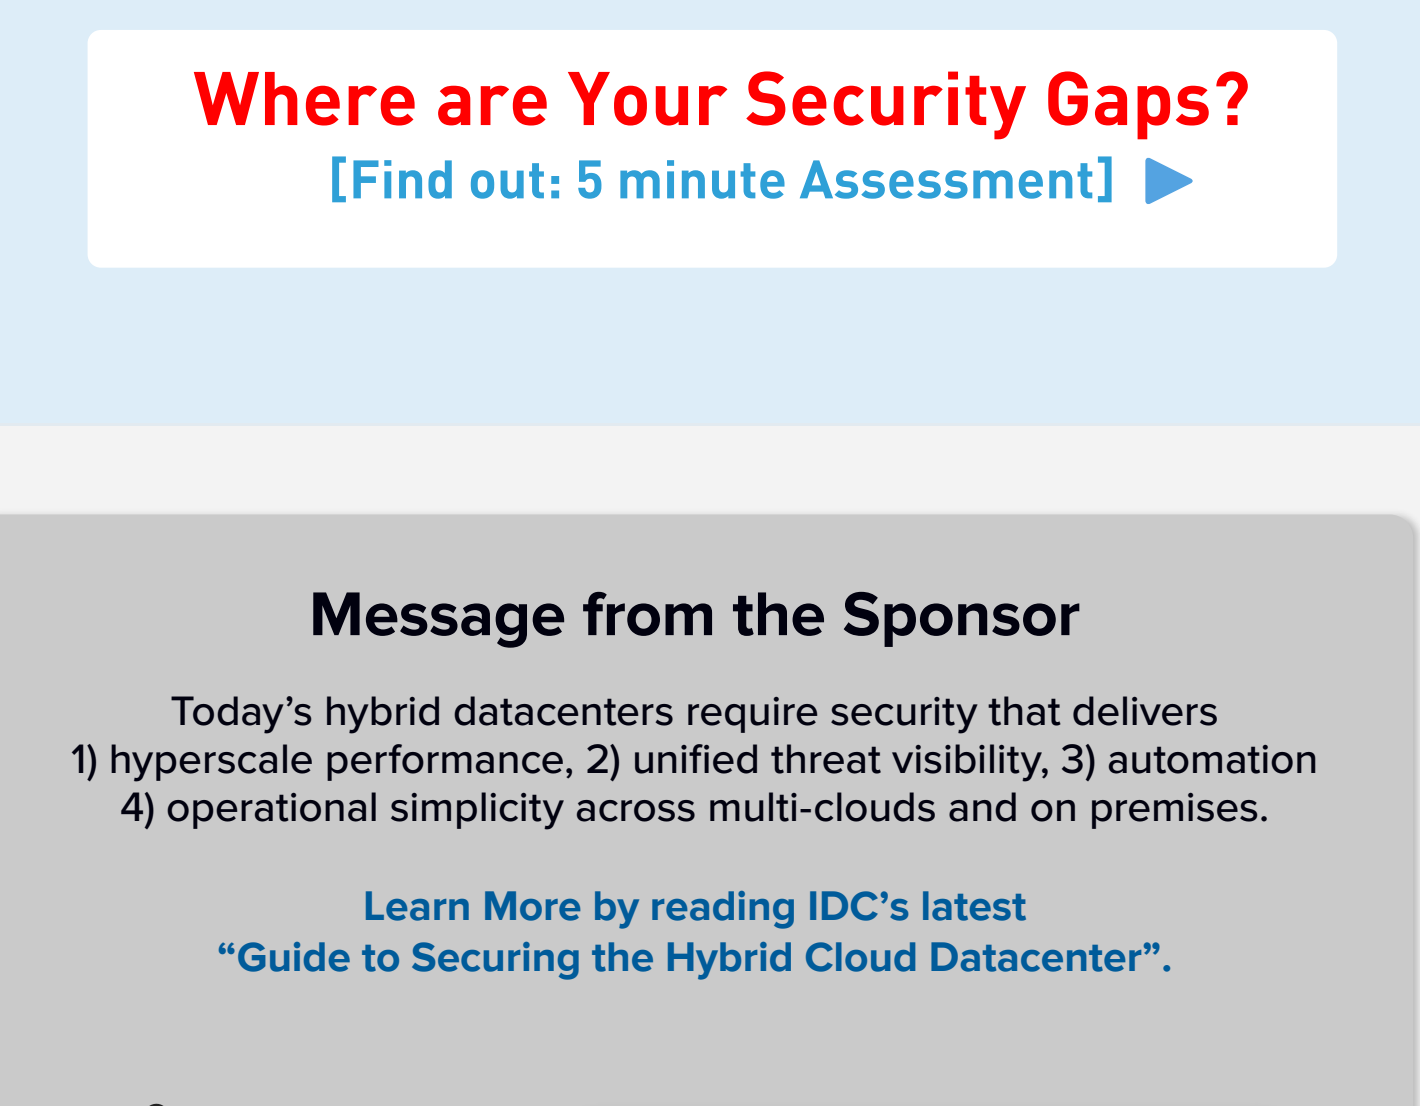 Where are Your Security Gaps?
[Find out: 5 minute Assessment]
Message from the Sponsor
Today’s hybrid datacenters require security that delivers
1) hyperscale performance, 2) unified threat visibility, 3) automation
4) operational simplicity across multi-clouds and on premises.
Learn More by reading IDC’s latest
“Guide to Securing the Hybrid Cloud Datacenter”.